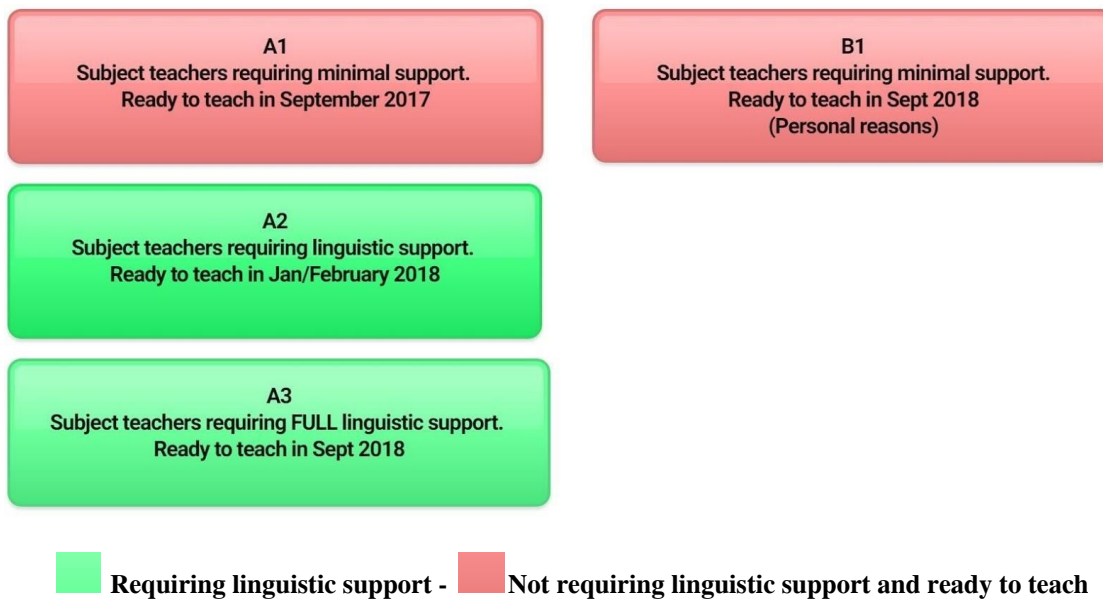 A1
Subject teachers requiring minimal support.
Ready to teach in September 2017
B1
Subject teachers requiring minimal support.
Ready to teach in Sept 2018
(Personal reasons)
A2
Subject teachers requiring linguistic support.
Ready to teach in Jan/February 2018
A3
Subject teachers requiring FULL linguistic support.
Ready to teach in Sept 2018
Requiring linguistic support - Not requiring linguistic support and ready to teach